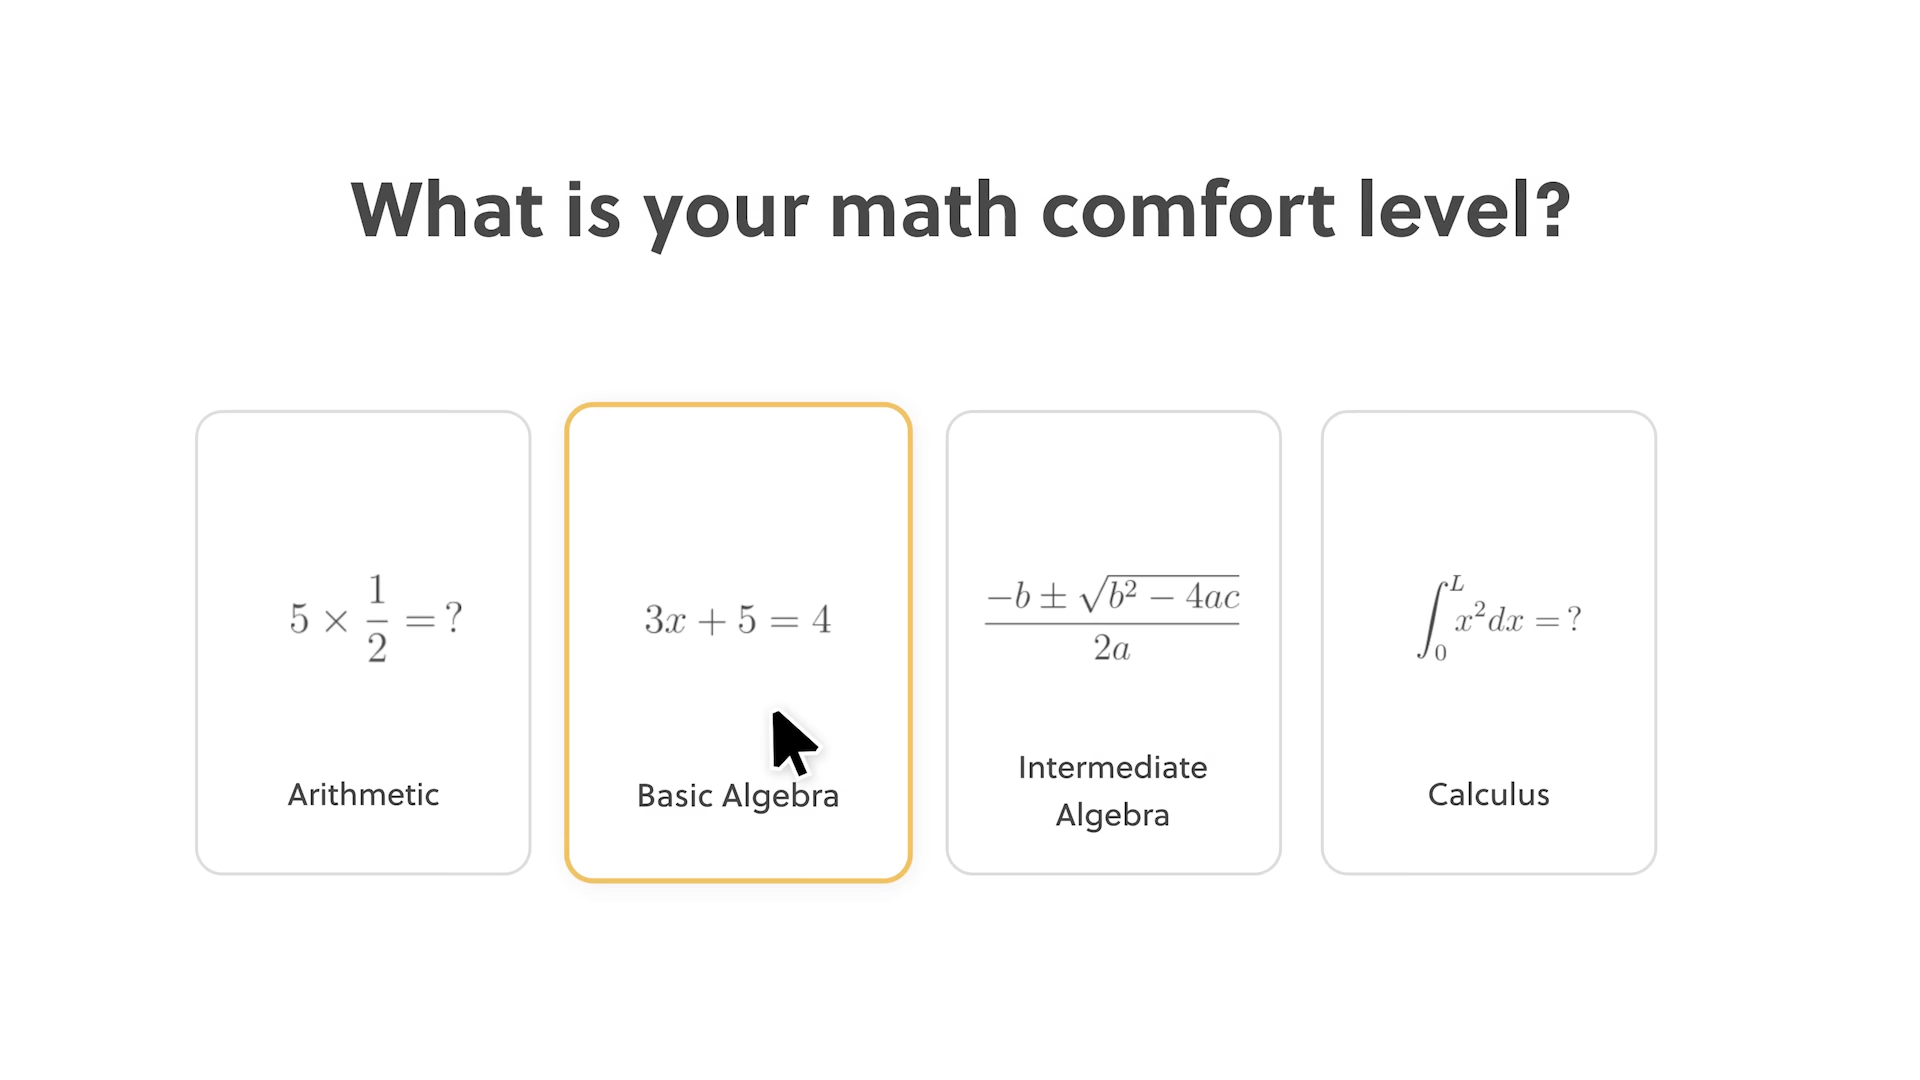 What is your math comfort level?
5 × 1/2 = ?
Arithmetic
3x + 5 = 4
Basic Algebra
(−b ± √(b² − 4ac)) / 2a
Intermediate
Algebra
∫₀ᴸ x²dx = ?
Calculus